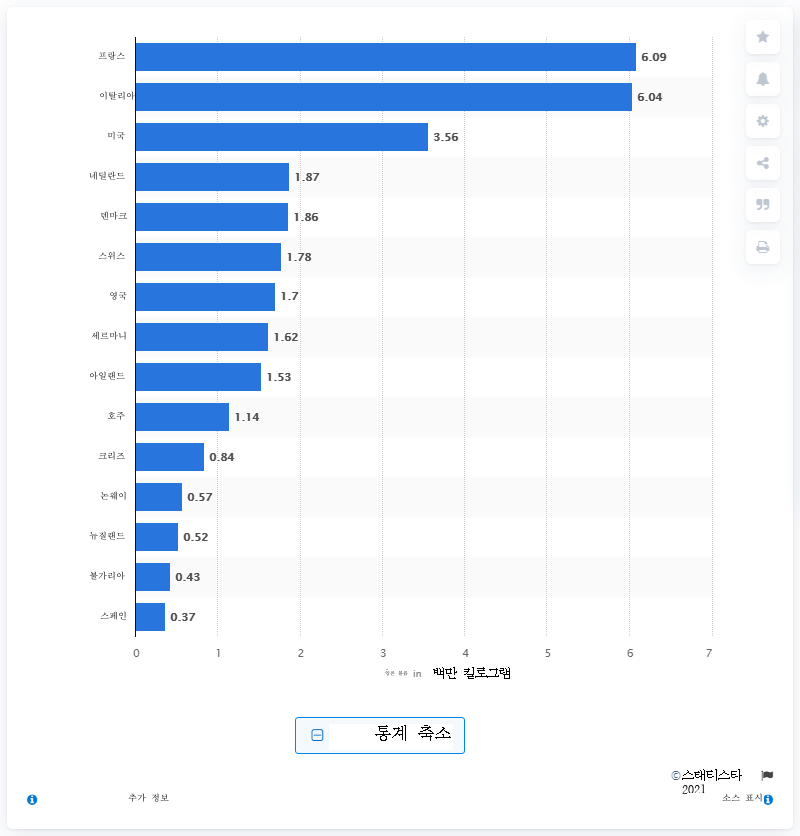 프랑스 6.09
이탈리아 6.04
미국 3.56
네덜란드 1.87
덴마크 1.86
스위스 1.78
영국 1.7
세르마니 1.62
아일랜드 1.53
호주 1.14
크리즈 0.84
논웨이 0.57
뉴질랜드 0.52
불가리아 0.43
스페인 0.37
0 1 2 3 4 5 6 7
in 백만 킬로그램
통계 축소
©스태티스타
2021
추가 정보 소스 표시